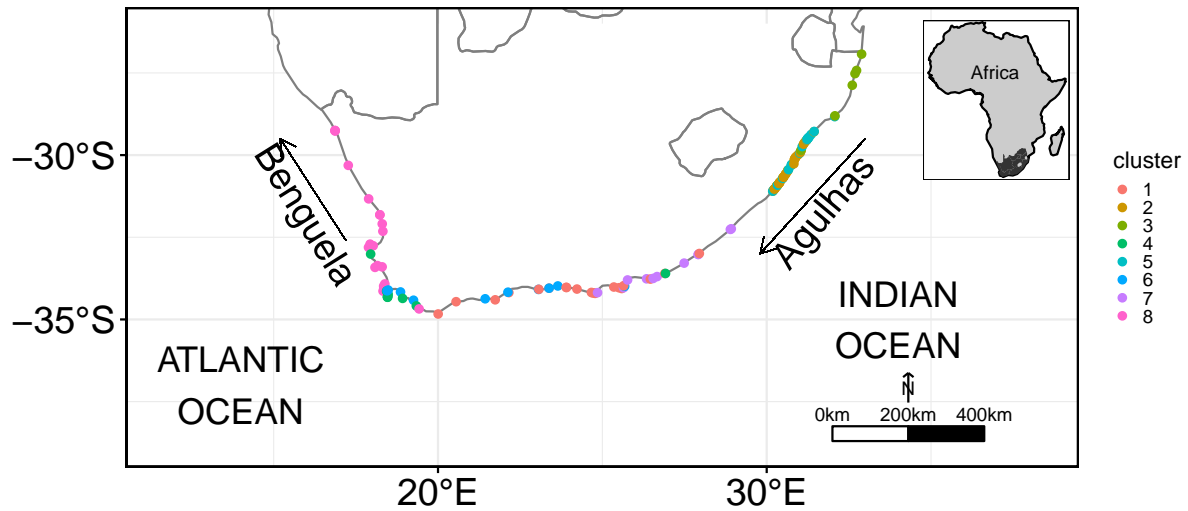 Africa
−30°S
Benguela
Agulhas
cluster
1
2
3
4
5
6
7
8
INDIAN
OCEAN
−35°S
ATLANTIC
OCEAN
N
0km 200km 400km
20°E 30°E